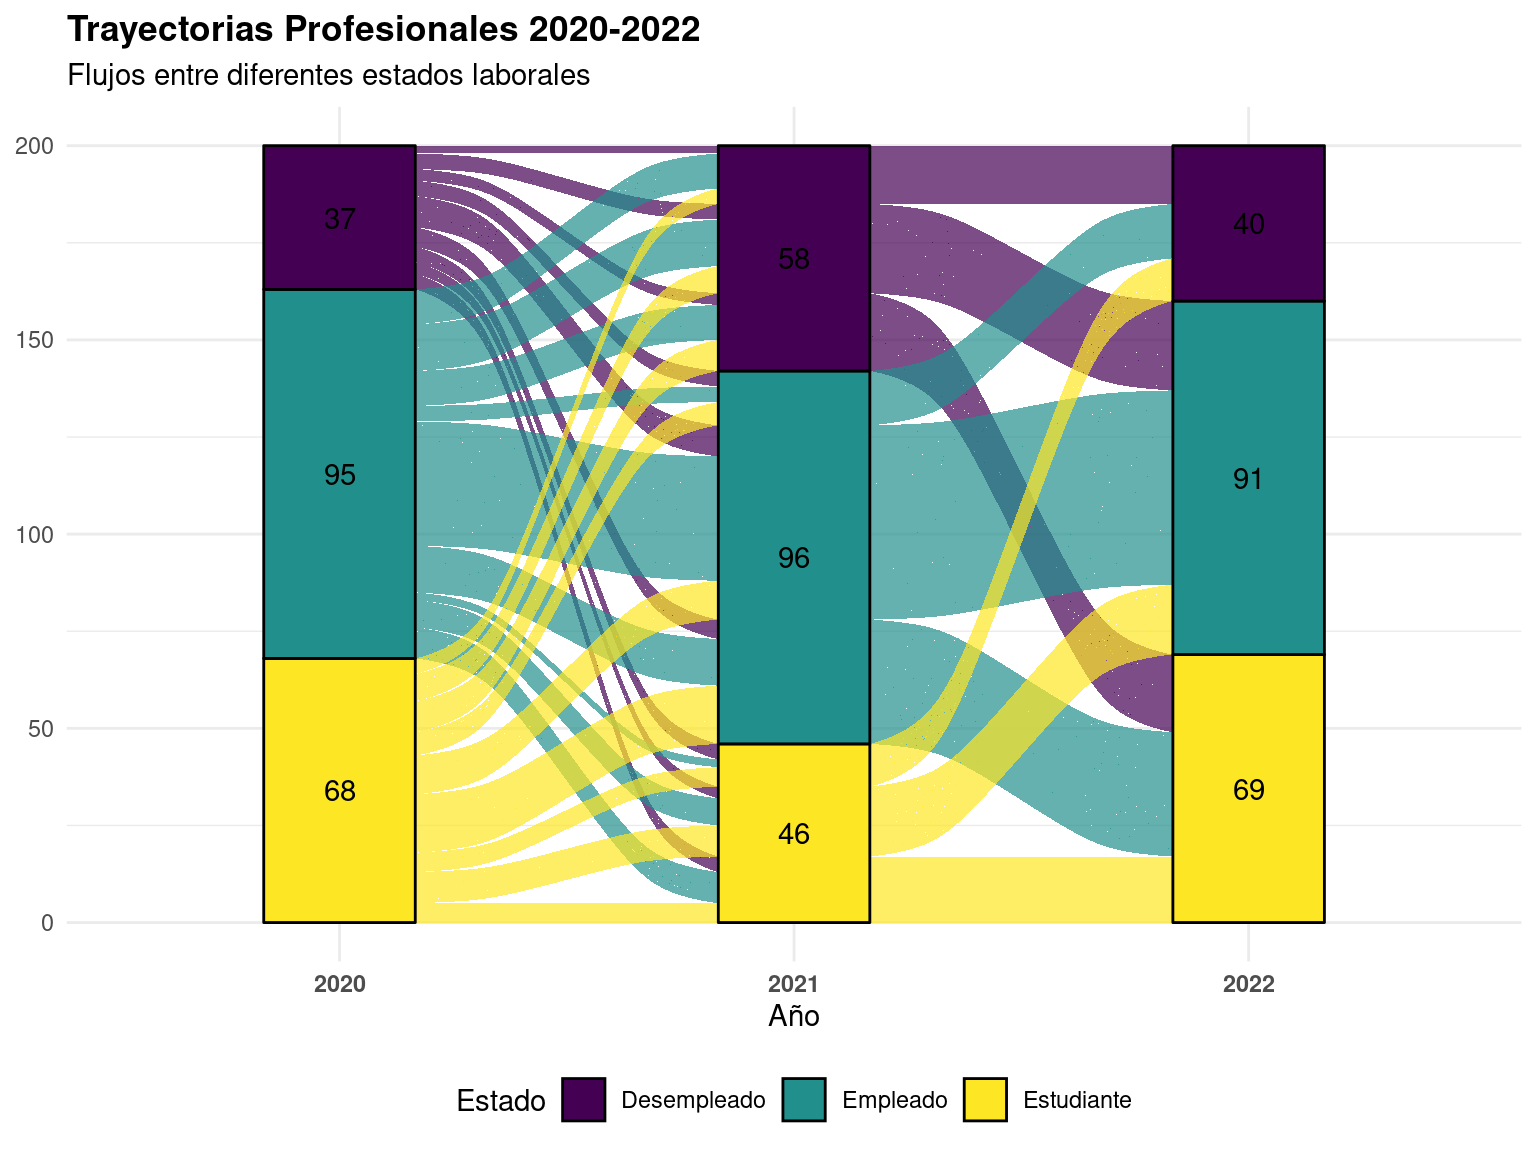 Trayectorias Profesionales 2020-2022
Flujos entre diferentes estados laborales
200
150
100
50
0
37
95
68
58
96
46
40
91
69
2020 2021 2022
Año
Estado Desempleado Empleado Estudiante